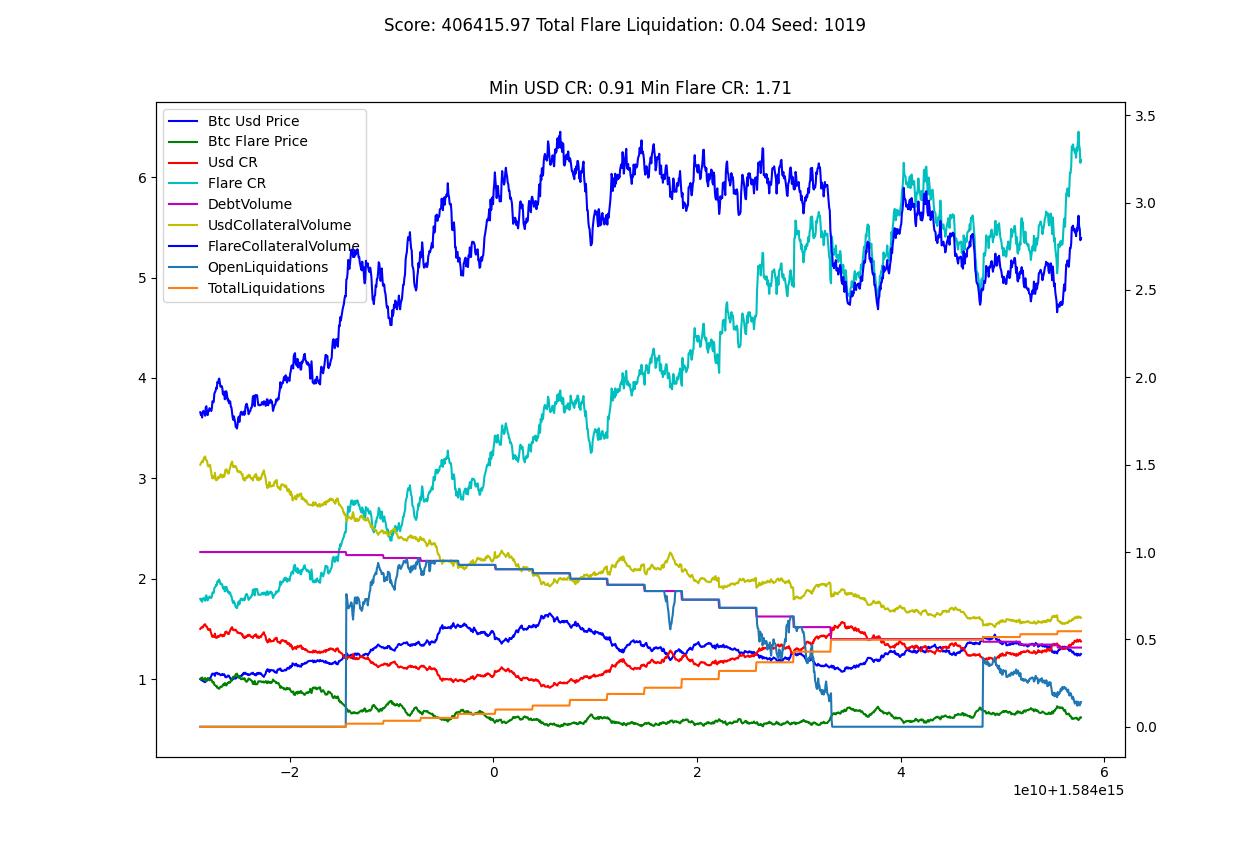 Score: 406415.97 Total Flare Liquidation: 0.04 Seed: 1019
Min USD CR: 0.91 Min Flare CR: 1.71
Btc Usd Price
Btc Flare Price
Usd CR
Flare CR
DebtVolume
UsdCollateralVolume
FlareCollateralVolume
OpenLiquidations
TotalLiquidations
6
5
4
3
2
1
3.5
3.0
2.5
2.0
1.5
1.0
0.5
0.0
−2 0 2 4 6
1e10+1.584e15